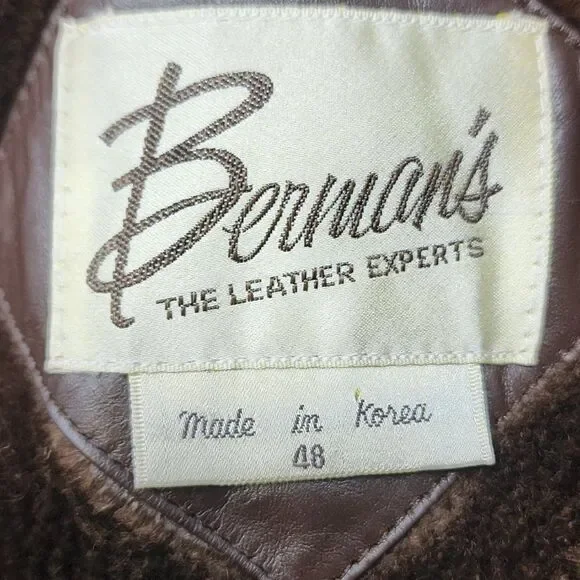 Berman's
THE LEATHER EXPERTS
Made in Korea
48